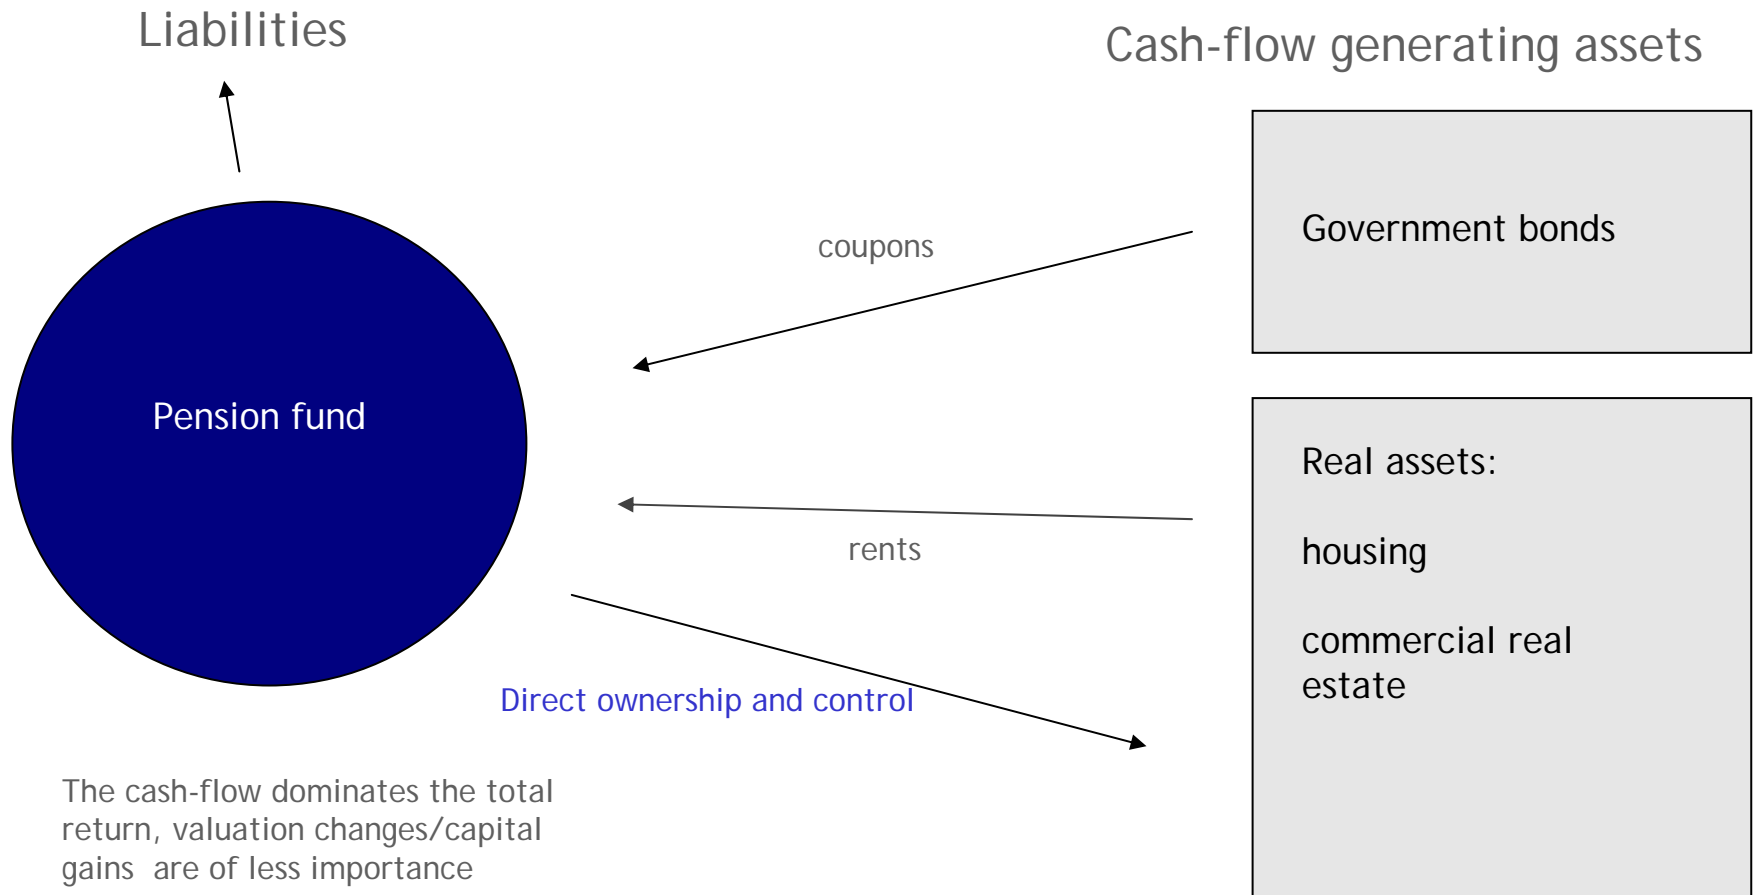 Liabilities
Cash-flow generating assets
coupons
Government bonds
Pension fund
Real assets:
housing
commercial real
estate
rents
Direct ownership and control
The cash-flow dominates the total
return, valuation changes/capital
gains  are of less importance